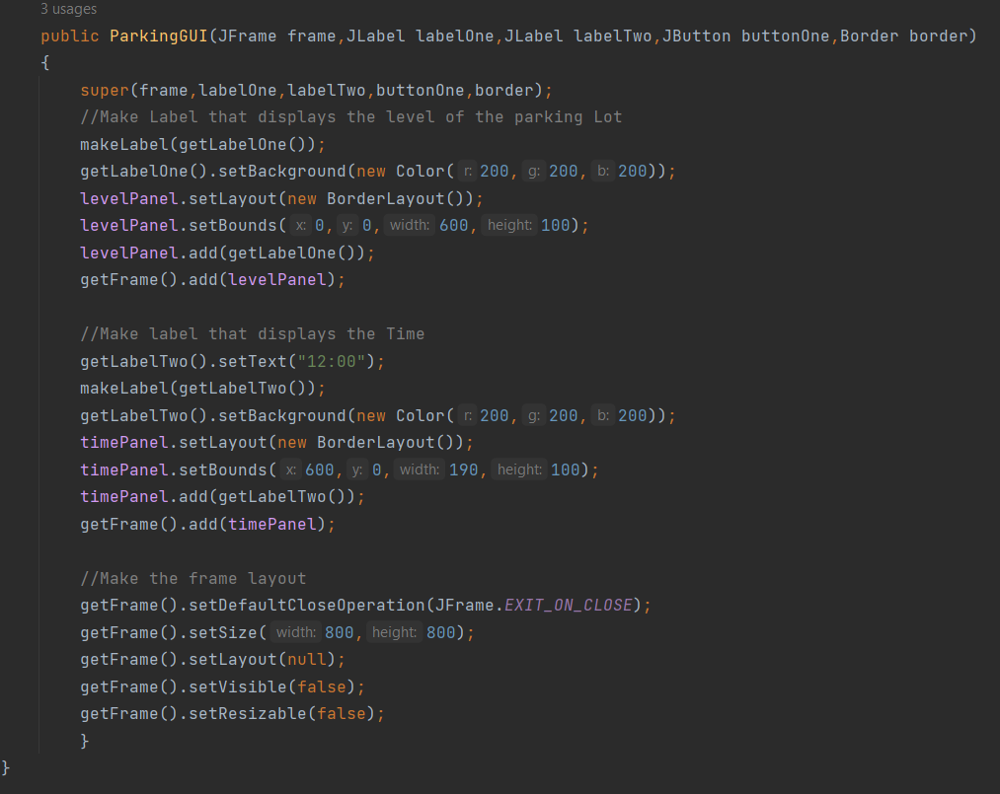 3 usages
public ParkingGUI(JFrame frame,JLabel labelOne,JLabel labelTwo,JButton buttonOne,Border border)
{
super(frame,labelOne,labelTwo,buttonOne,border);
//Make Label that displays the level of the parking Lot
makeLabel(getLabelOne());
getLabelOne().setBackground(new Color( r: 200, g: 200, b: 200));
levelPanel.setLayout(new BorderLayout());
levelPanel.setBounds( x: 0, y: 0, width: 600, height: 100);
levelPanel.add(getLabelOne());
getFrame().add(levelPanel);
//Make label that displays the Time
getLabelTwo().setText("12:00");
makeLabel(getLabelTwo());
getLabelTwo().setBackground(new Color( r: 200, g: 200, b: 200));
timePanel.setLayout(new BorderLayout());
timePanel.setBounds( x: 600, y: 0, width: 190, height: 100);
timePanel.add(getLabelTwo());
getFrame().add(timePanel);
//Make the frame layout
getFrame().setDefaultCloseOperation(JFrame.EXIT_ON_CLOSE);
getFrame().setSize( width: 800, height: 800);
getFrame().setLayout(null);
getFrame().setVisible(false);
getFrame().setResizable(false);
}
}